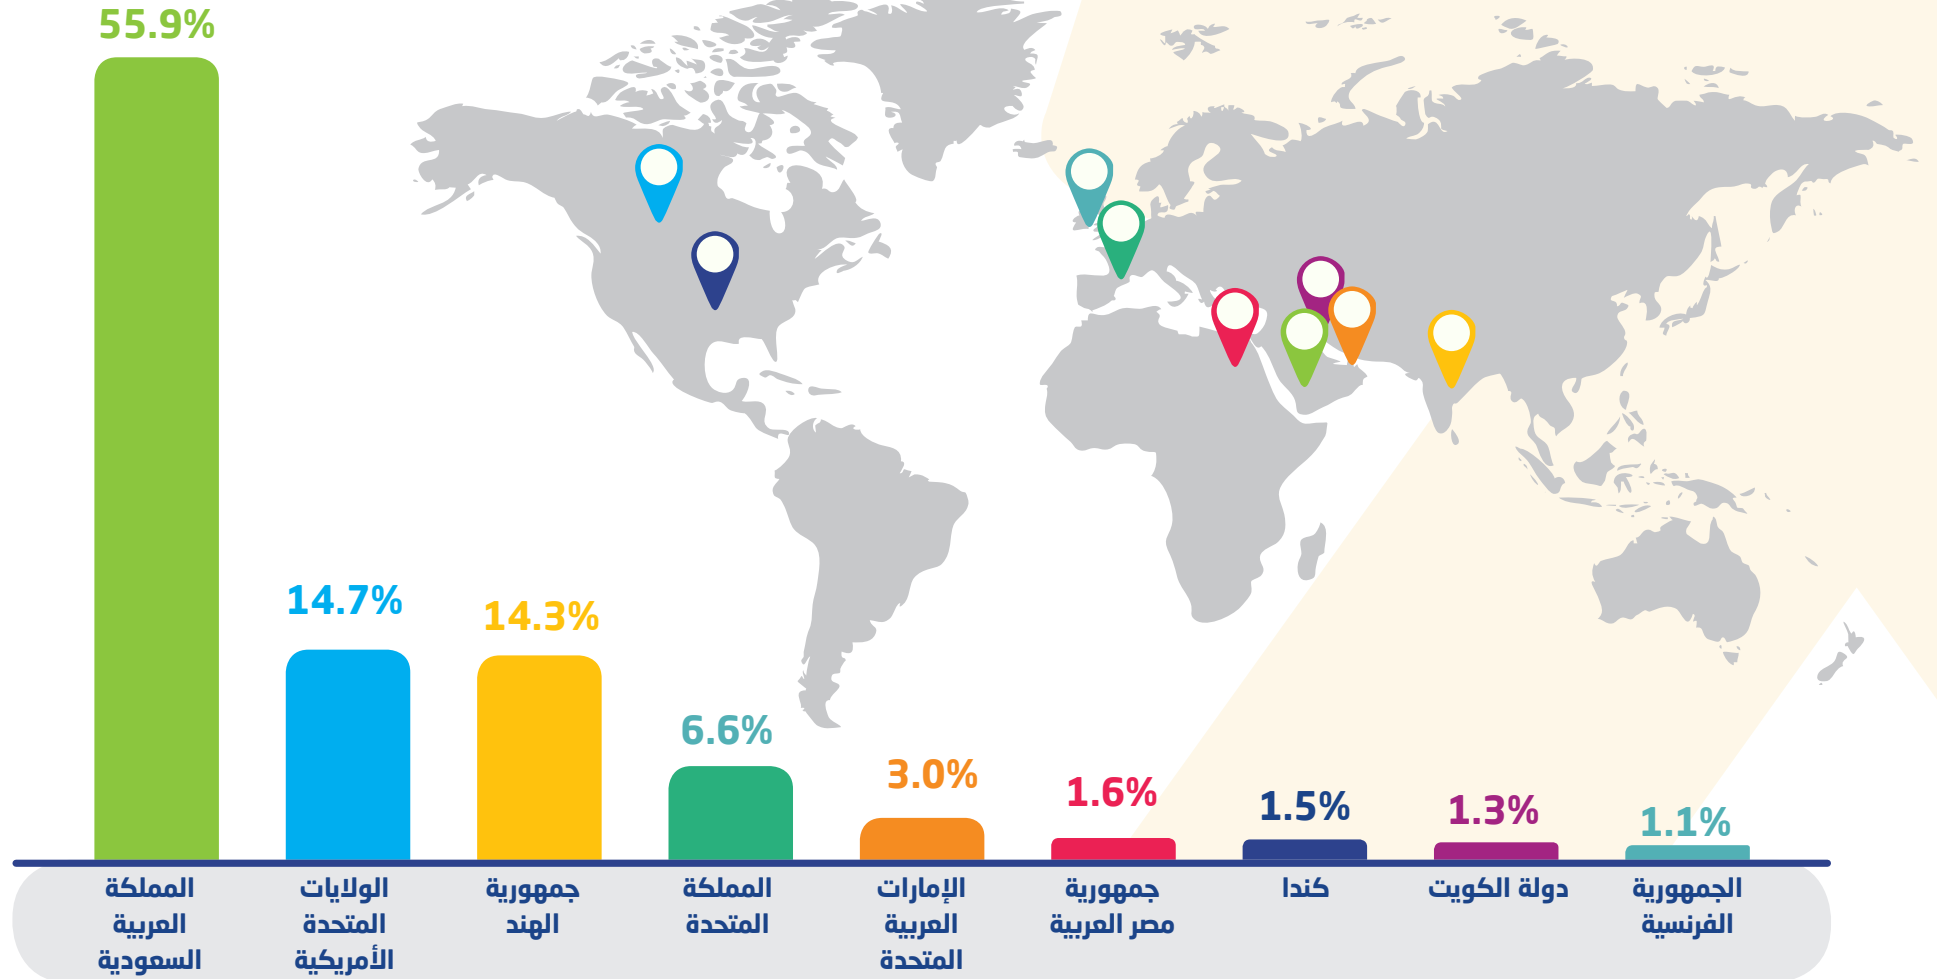 55.9%
14.7%
14.3%
6.6%
3.0%
1.6%
1.5%
1.3%
1.1%
المملكة
العربية
السعودية
الولايات
المتحدة
الأمريكية
جمهورية
الهند
المملكة
المتحدة
الإمارات
العربية
المتحدة
جمهورية
مصر العربية
كندا
دولة الكويت
الجمهورية
الفرنسية